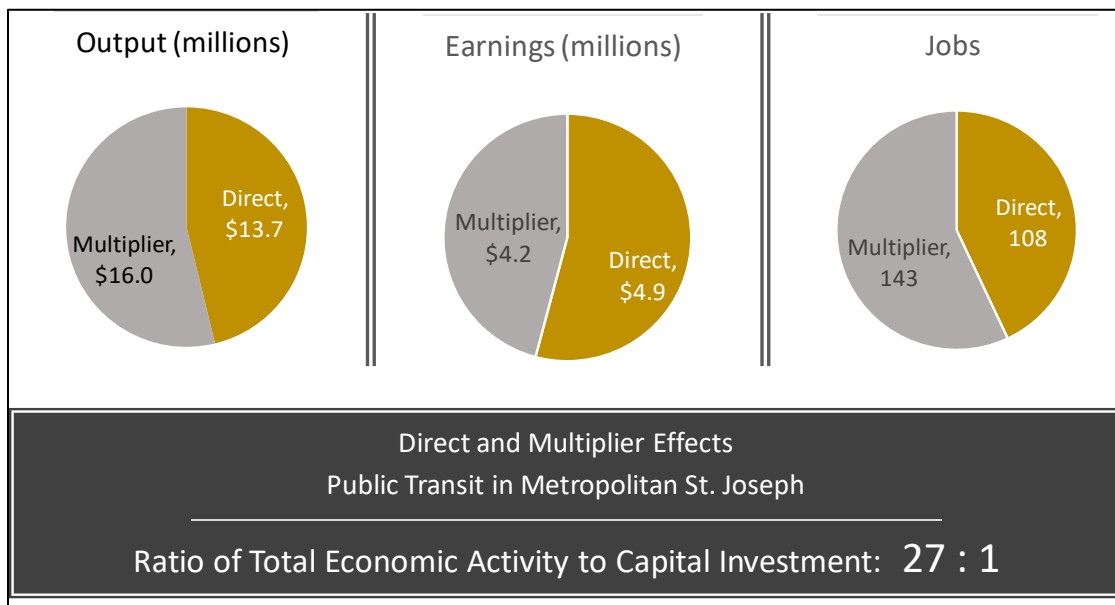 Output (millions)
Direct,
$13.7
Multiplier,
$16.0
Earnings (millions)
Multiplier,
$4.2
Direct,
$4.9
Jobs
Direct,
108
Multiplier,
143
Direct and Multiplier Effects
Public Transit in Metropolitan St. Joseph
Ratio of Total Economic Activity to Capital Investment: 27 : 1